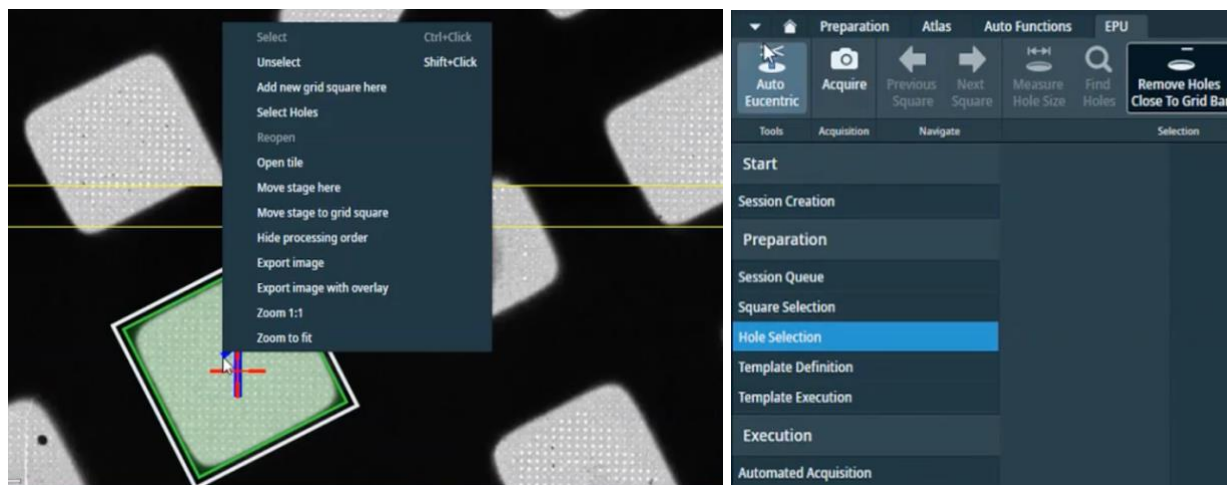 Select Ctrl+Click
Unselect Shift+Click
Add new grid square here
Select Holes
Reopen
Open tile
Move stage here
Move stage to grid square
Hide processing order
Export image
Export image with overlay
Zoom 1:1
Zoom to fit
Preparation Atlas Auto Functions EPU
Auto Eucentric
Acquire
Previous Square
Next Square
Measure Hole Size
Find Holes
Remove Holes Close To Grid Bar
Tools Acquisition Navigate Selection
Start
Session Creation
Preparation
Session Queue
Square Selection
Hole Selection
Template Definition
Template Execution
Execution
Automated Acquisition